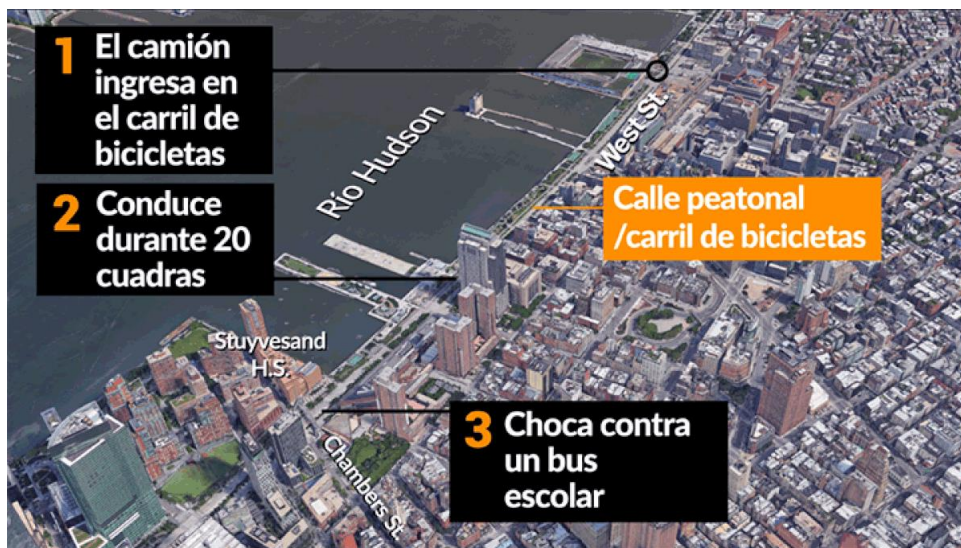 1 El camión
ingresa en
el carril de
bicicletas
Río Hudson
West St.
2 Conduce
durante 20
cuadras
Calle peatonal
/carril de bicicletas
Stuyvesand
H.S.
3 Choca contra
un bus
escolar
Chambers St.